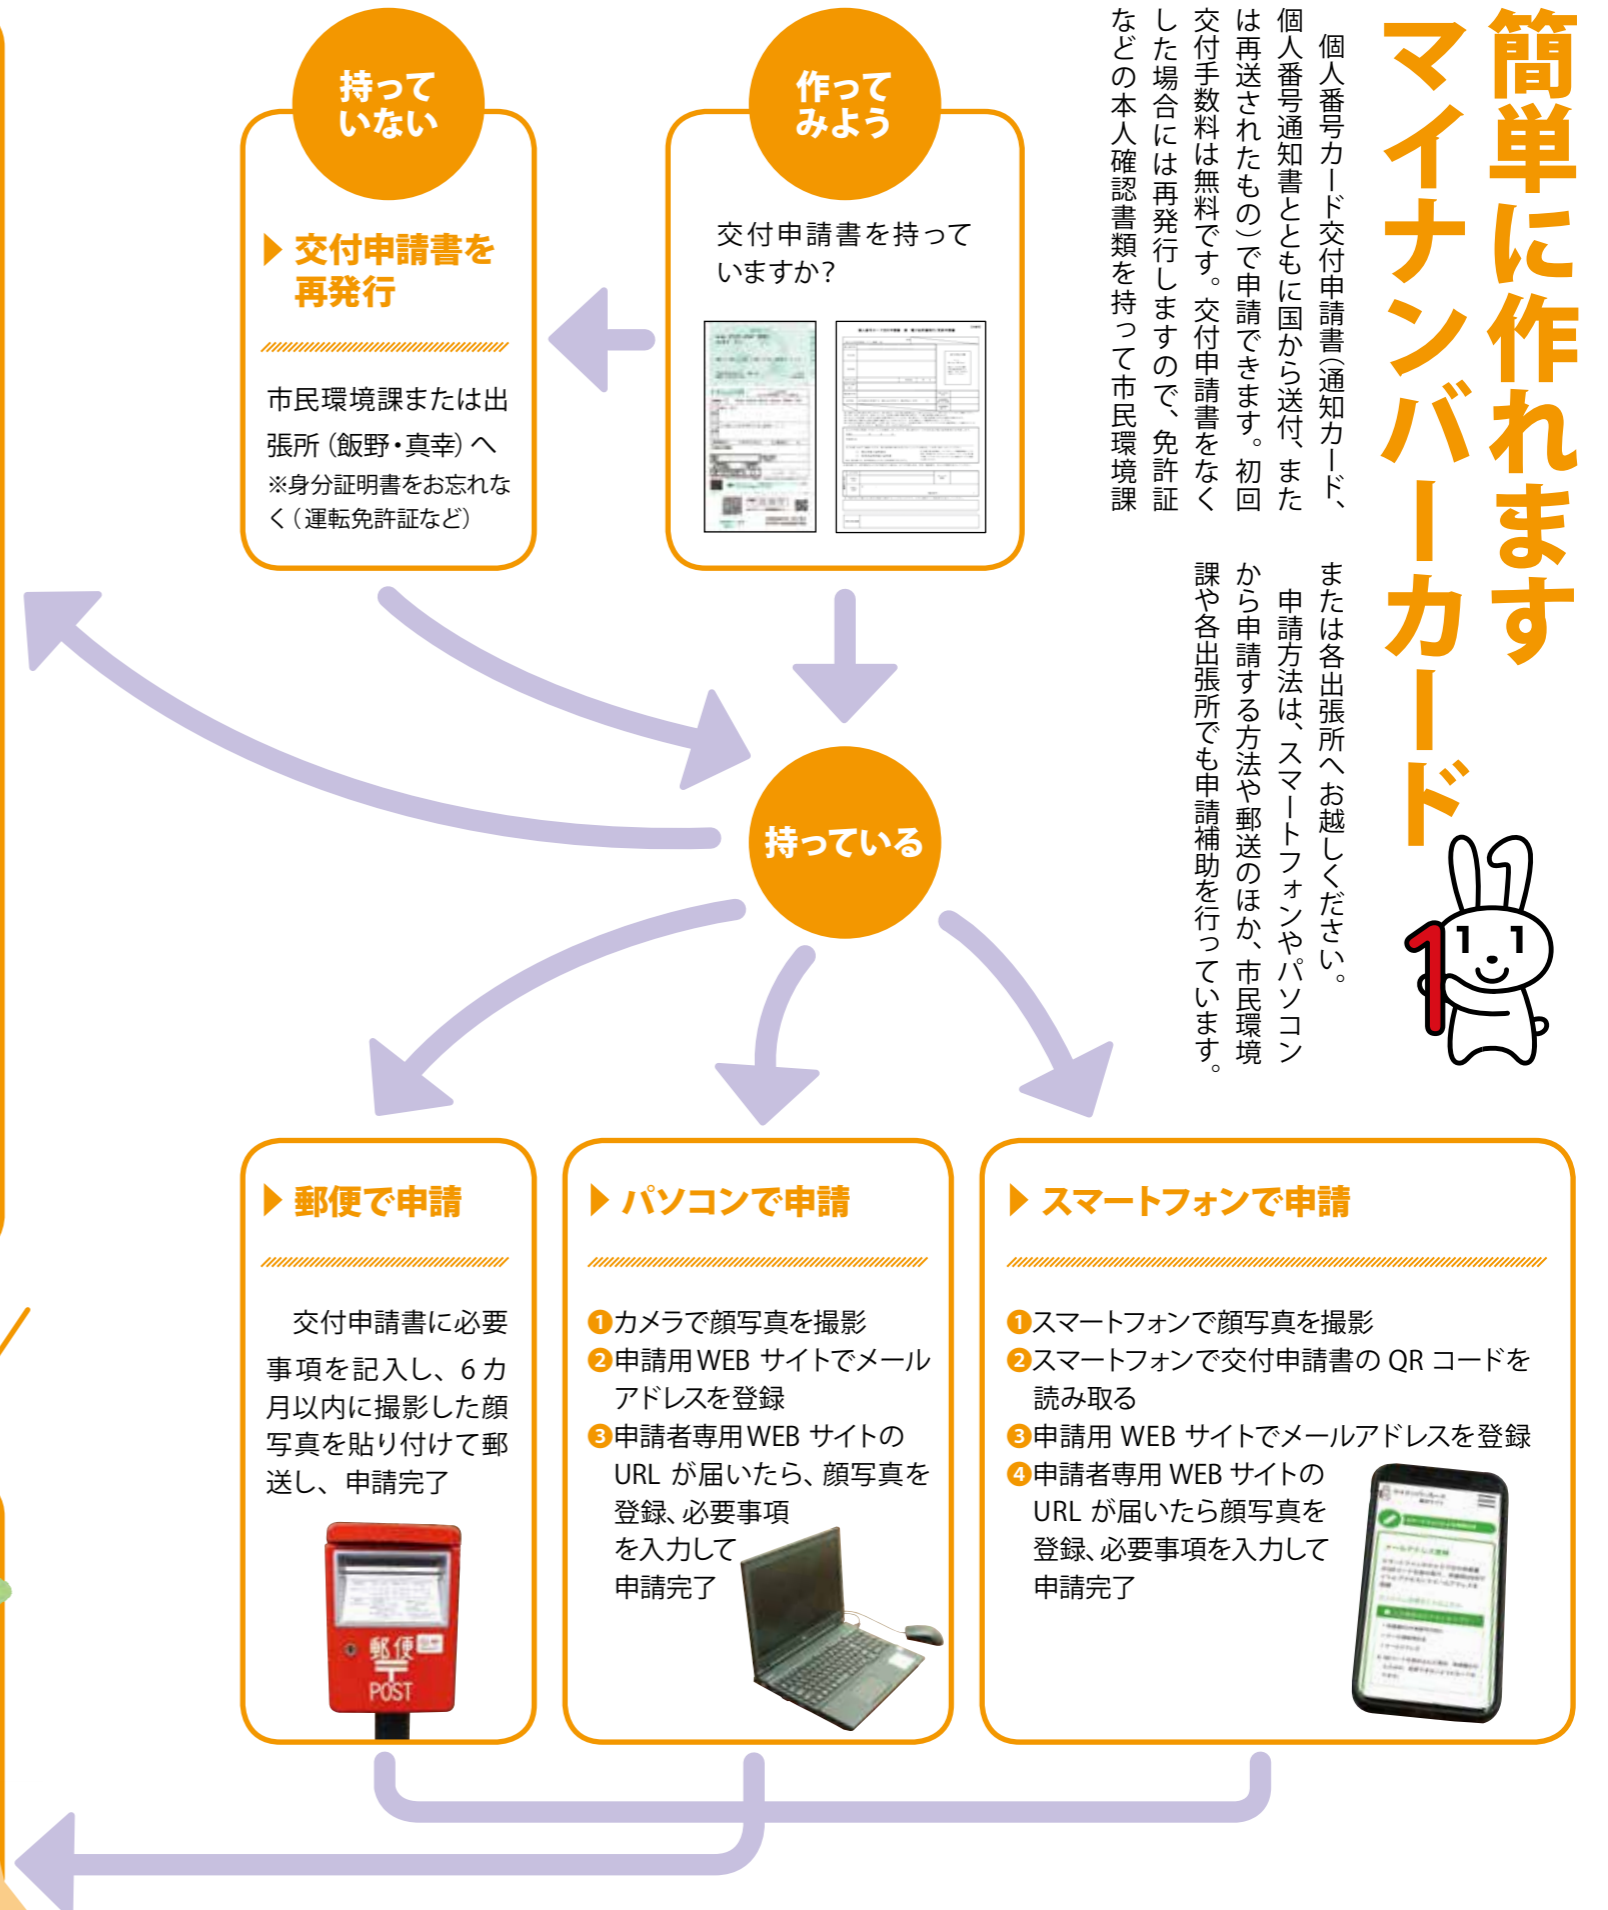 簡単に作れます
マイナンバーカード
個人番号カード交付申請書（通知カード、
個人番号通知書とともに国から送付、また
は再送されたもの）で申請できます。初回
交付手数料は無料です。交付申請書をなく
した場合には再発行しますので、免許証
などの本人確認書類を持って市民環境課
または各出張所へお越しください。
申請方法は、スマートフォンやパソコン
から申請する方法や郵送のほか、市民環境
課や各出張所でも申請補助を行っています。
作って
みよう
交付申請書を持って
いますか？
持って
いない
▶交付申請書を
再発行
市民環境課または出
張所（飯野・真幸）へ
※身分証明書をお忘れな
く（運転免許証など）
持っている
▶スマートフォンで申請
❶スマートフォンで顔写真を撮影
❷スマートフォンで交付申請書の QR コードを
読み取る
❸申請用 WEB サイトでメールアドレスを登録
❹申請者専用 WEB サイトの
URL が届いたら顔写真を
登録、必要事項を入力して
申請完了
▶パソコンで申請
❶カメラで顔写真を撮影
❷申請用 WEB サイトでメール
アドレスを登録
❸申請者専用 WEB サイトの
URL が届いたら、顔写真を
登録、必要事項
を入力して
申請完了
▶郵便で申請
交付申請書に必要
事項を記入し、6 カ
月以内に撮影した顔
写真を貼り付けて郵
送し、申請完了
郵便
POST